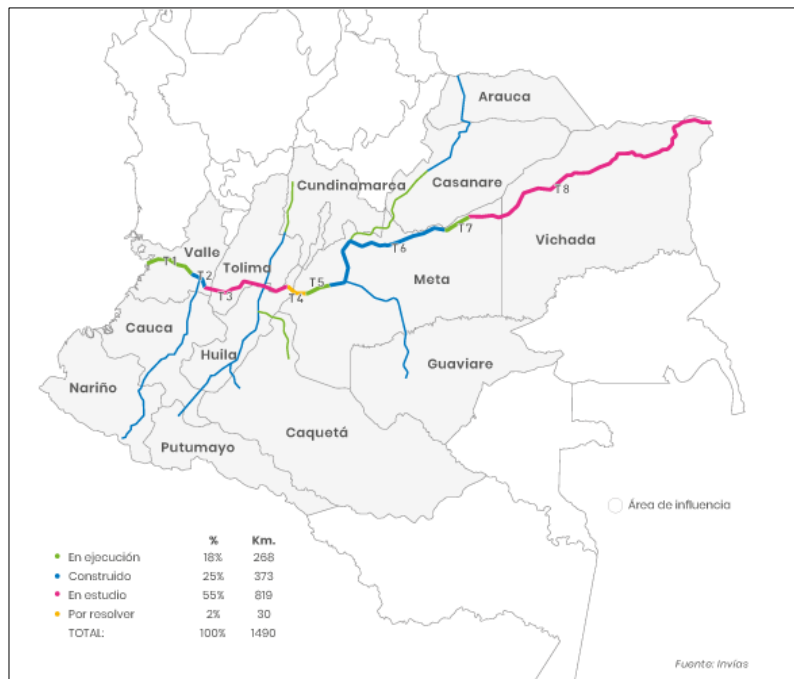 Arauca
Cundinamarca
Casanare
T8
T7
Vichada
Valle
T1
T2
Tolima
T6
T3
T4
T5
Meta
Cauca
Huila
Guaviare
Nariño
Caquetá
Putumayo
Área de influencia
% Km.
En ejecución 18% 268
Construido 25% 373
En estudio 55% 819
Por resolver 2% 30
TOTAL: 100% 1490
Fuente: Invías